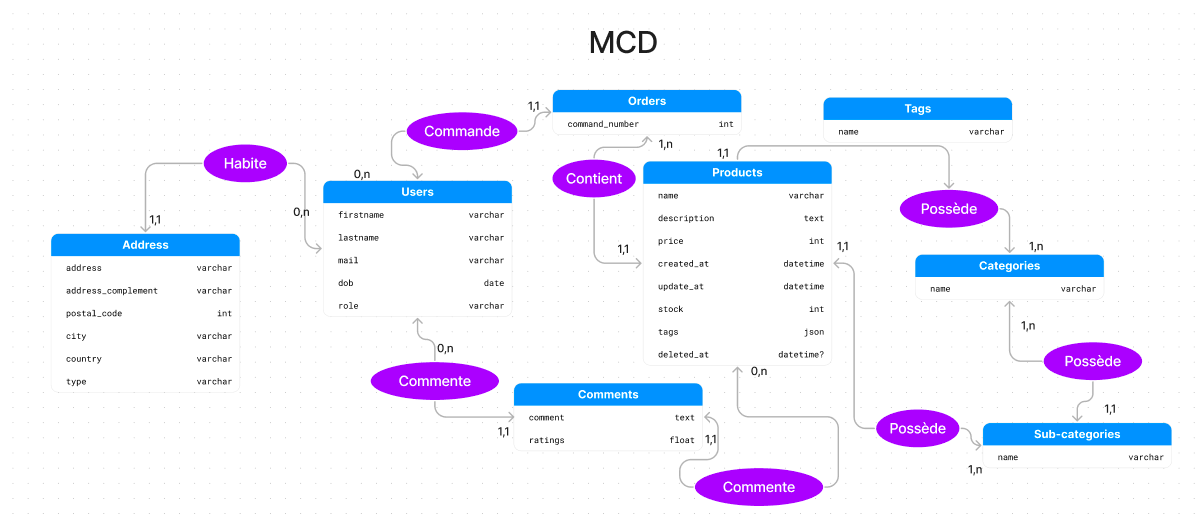 MCD
Orders
command_number int
Tags
name varchar
Commande
1,1
0,n
Habite
0,n
1,1
Contient
1,n
1,1
Users
firstname varchar
lastname varchar
mail varchar
dob date
role varchar
Products
name varchar
description text
price int
created_at datetime
update_at datetime
stock int
tags json
deleted_at datetime?
1,1
Possède
1,n
Address
address varchar
address_complement varchar
postal_code int
city varchar
country varchar
type varchar
Categories
name varchar
1,n
Possède
1,1
0,n
Commente
1,1
Comments
comment text
ratings float
1,1
Commente
0,n
1,1
Possède
1,n
Sub-categories
name varchar